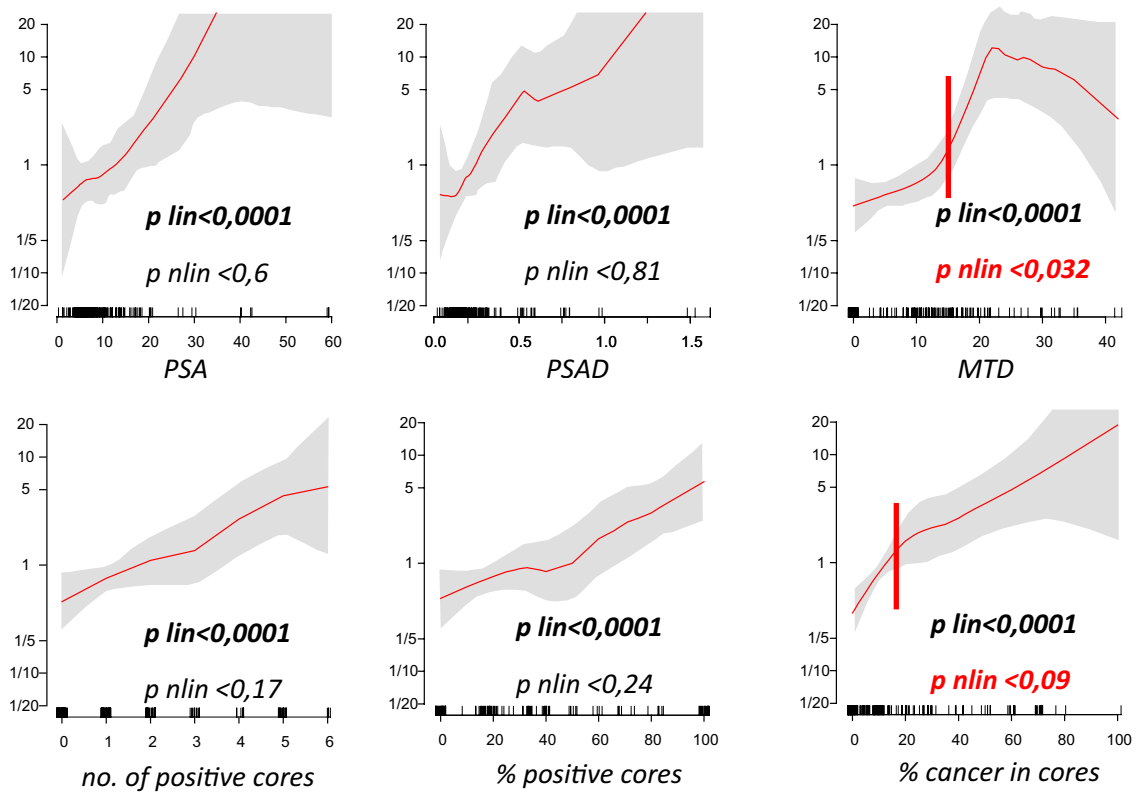 20
10
5
1
1/5
1/10
1/20
p lin<0,0001
p nlin <0,6
0 10 20 30 40 50 60
PSA
20
10
5
1
1/5
1/10
1/20
p lin<0,0001
p nlin <0,81
0.0 0.5 1.0 1.5
PSAD
20
10
5
1
1/5
1/10
1/20
p lin<0,0001
p nlin <0,032
0 10 20 30 40
MTD
20
10
5
1
1/5
1/10
1/20
p lin<0,0001
p nlin <0,17
0 1 2 3 4 5 6
no. of positive cores
20
10
5
1
1/5
1/10
1/20
p lin<0,0001
p nlin <0,24
0 20 40 60 80 100
% positive cores
20
10
5
1
1/5
1/10
1/20
p lin<0,0001
p nlin <0,09
0 20 40 60 80 100
% cancer in cores